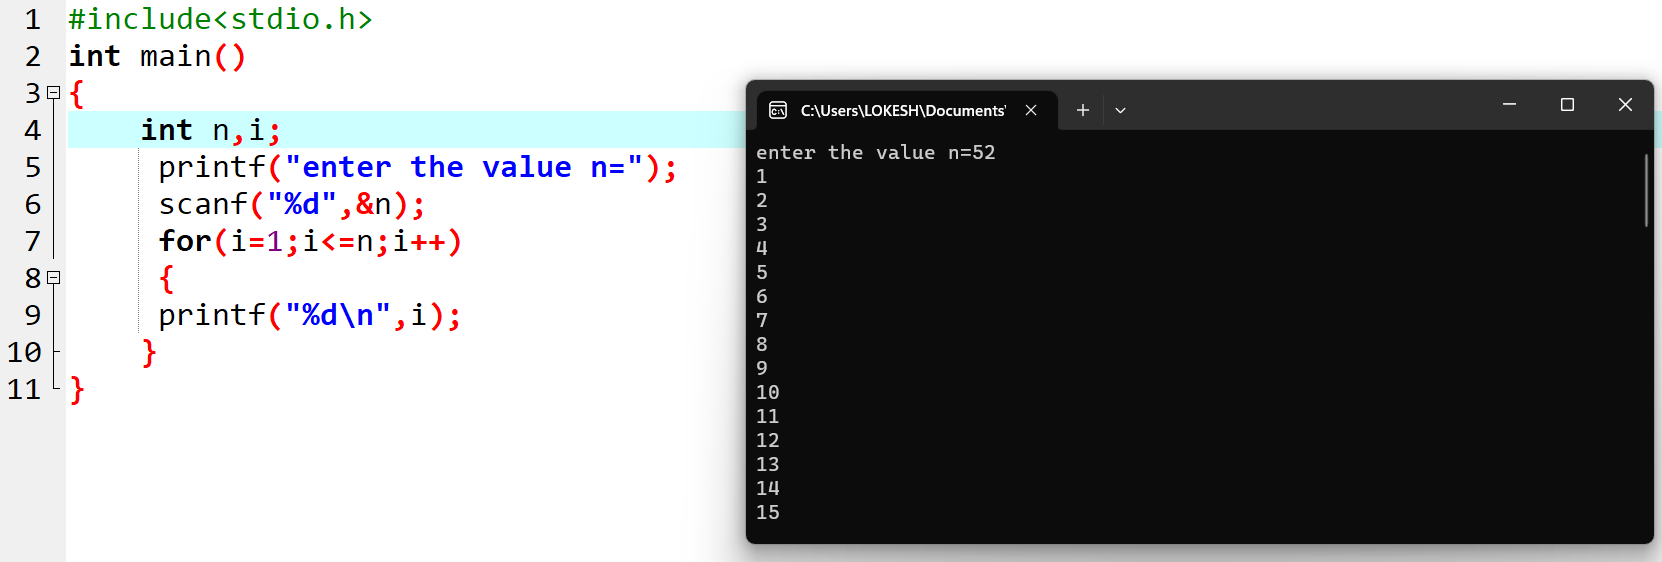 1 #include<stdio.h>
2 int main()
3 {
4 int n,i;
5 printf("enter the value n=");
6 scanf("%d",&n);
7 for(i=1;i<=n;i++)
8 {
9 printf("%d\n",i);
10 }
11 }
C:\Users\LOKESH\Documents\
enter the value n=52
1
2
3
4
5
6
7
8
9
10
11
12
13
14
15